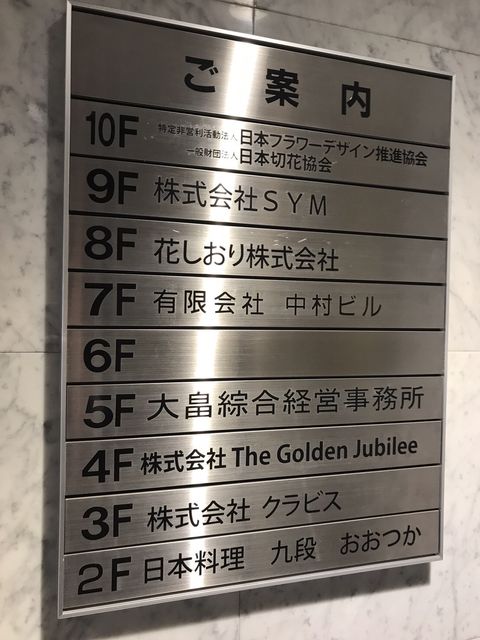 ご案内
10F 特定非営利活動法人日本フラワーデザイン推進協会
一般財団法人日本切花協会
9F 株式会社SYM
8F 花しおり株式会社
7F 有限会社 中村ビル
6F
5F 大畠綜合経営事務所
4F 株式会社 The Golden Jubilee
3F 株式会社 クラビス
2F 日本料理 九段 おおつか